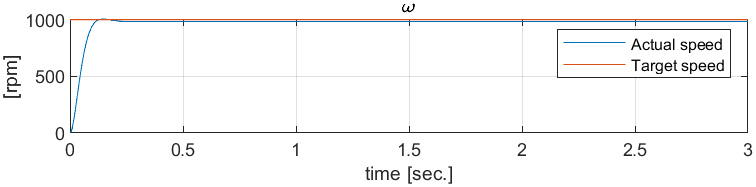 ω
1000
500
0
[rpm]
Actual speed
Target speed
0 0.5 1 1.5 2 2.5 3
time [sec.]